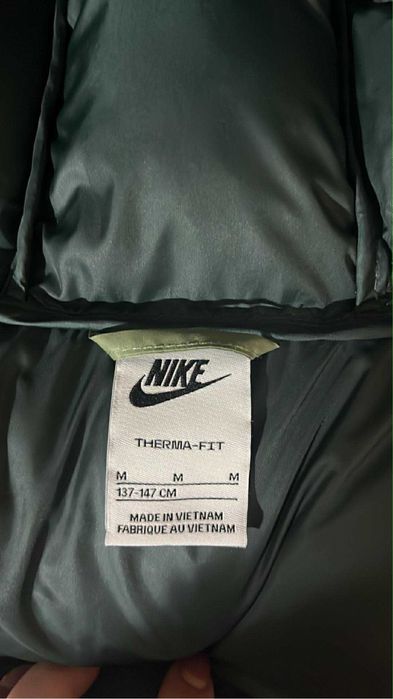 NIKE
THERMA-FIT
M M M
137-147 CM
MADE IN VIETNAM
FABRIQUE AU VIETNAM